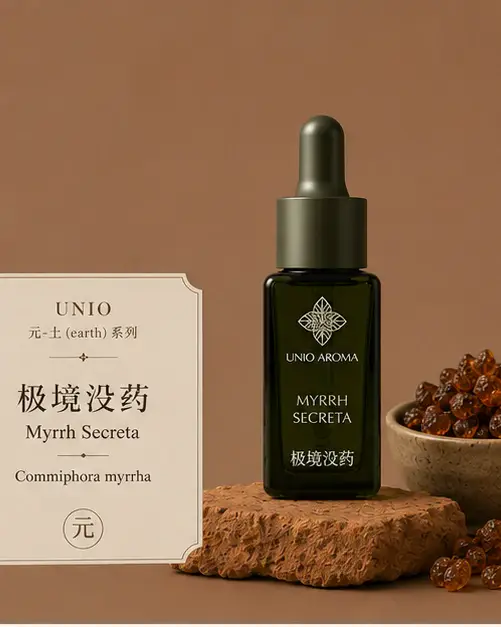 UNIO
元-土 (earth) 系列
极境没药
Myrrh Secreta
Commiphora myrrha
元
UNIO AROMA
MYRRH
SECRETA
极境没药